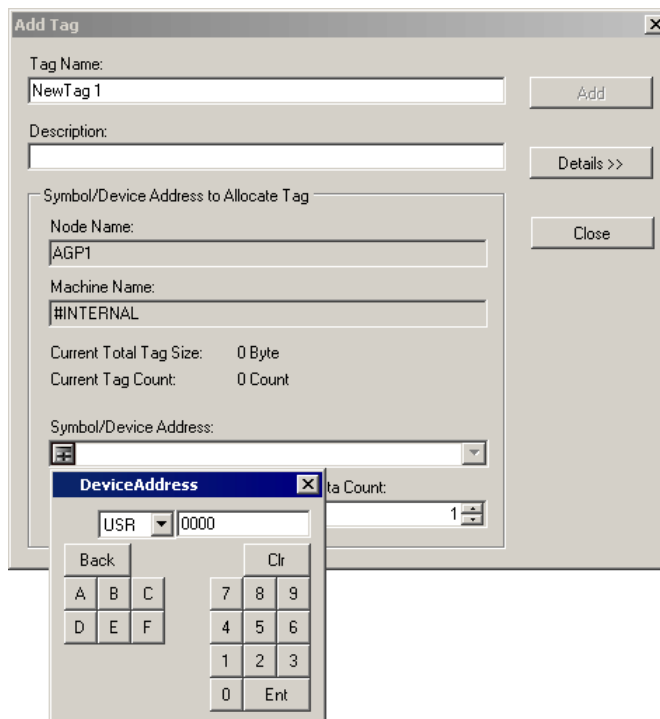 Add Tag
Tag Name:
NewTag 1
Add
Description:
Details >>
Symbol/Device Address to Allocate Tag
Node Name:
Close
AGP1
Machine Name:
#INTERNAL
Current Total Tag Size: 0 Byte
Current Tag Count: 0 Count
Symbol/Device Address:
DeviceAddress
ta Count:
USR 0000
1
Back Clr
A B C 7 8 9
D E F 4 5 6
1 2 3
0 Ent